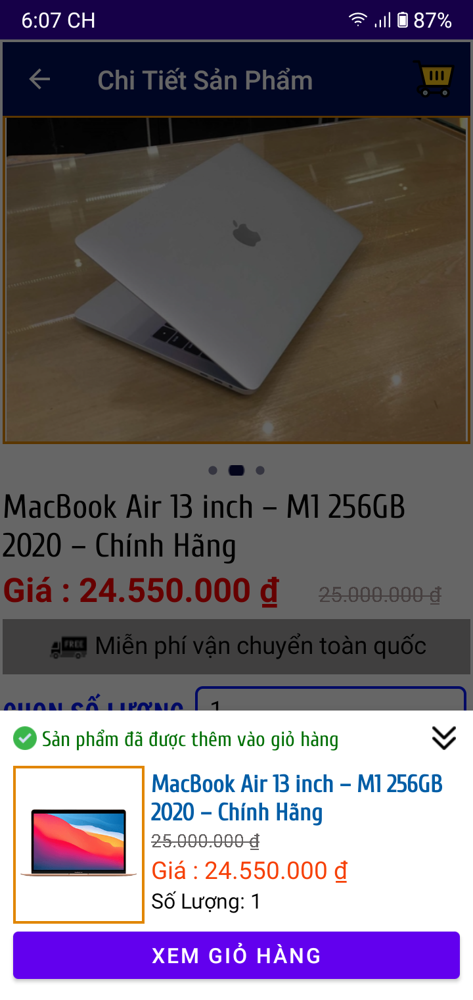 6:07 CH
87%
Chi Tiết Sản Phẩm
MacBook Air 13 inch – M1 256GB
2020 – Chính Hãng
Giá : 24.550.000 ₫
25.000.000 ₫
FREE
Miễn phí vận chuyển toàn quốc
CHỌN SỐ LƯỢNG
1
Sản phẩm đã được thêm vào giỏ hàng
MacBook Air 13 inch – M1 256GB
2020 – Chính Hãng
25.000.000 ₫
Giá : 24.550.000 ₫
Số Lượng: 1
XEM GIỎ HÀNG